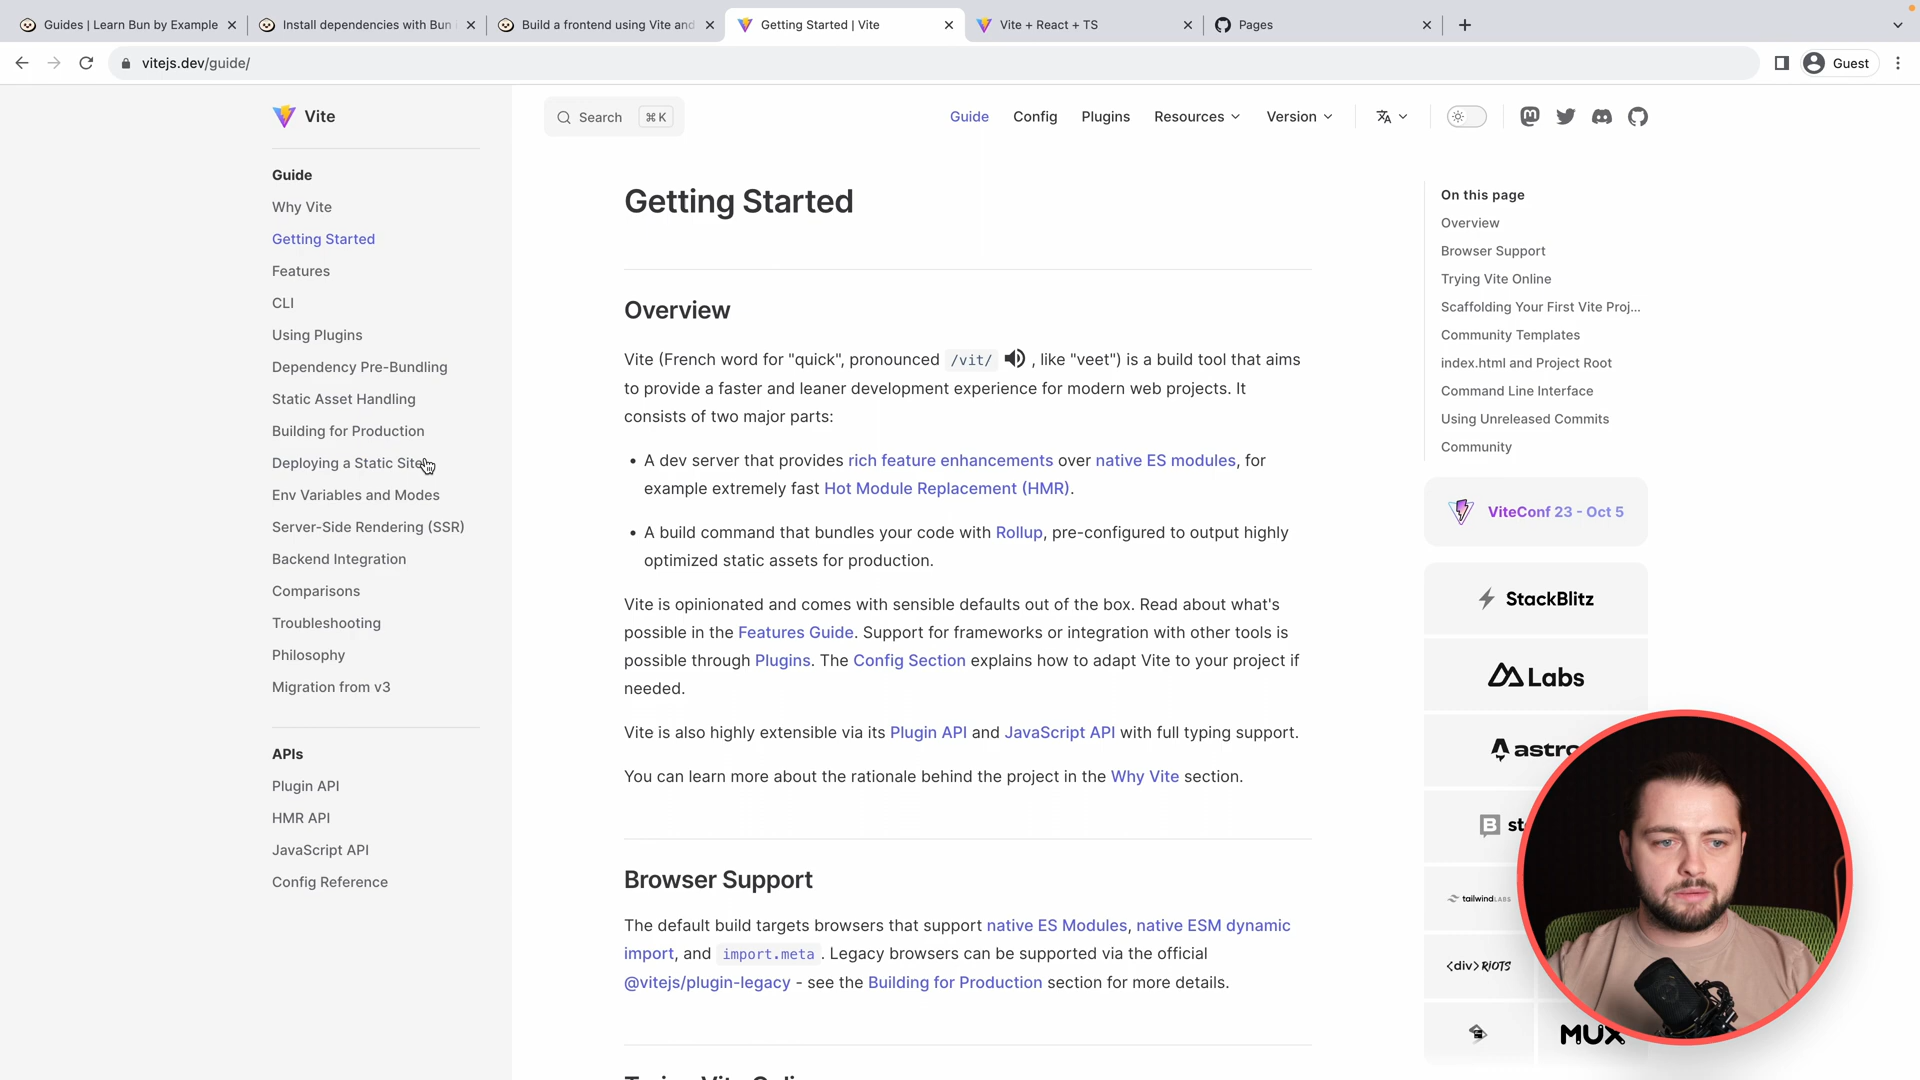 Guides | Learn Bun by Example
Install dependencies with Bun
Build a frontend using Vite and
Getting Started | Vite
Vite + React + TS
Pages
vitejs.dev/guide/
Guest
Vite
Search ⌘ K
Guide
Config
Plugins
Resources
Version
Guide
Why Vite
Getting Started
Features
CLI
Using Plugins
Dependency Pre-Bundling
Static Asset Handling
Building for Production
Deploying a Static Site
Env Variables and Modes
Server-Side Rendering (SSR)
Backend Integration
Comparisons
Troubleshooting
Philosophy
Migration from v3
APIs
Plugin API
HMR API
JavaScript API
Config Reference
Getting Started
Overview
Vite (French word for "quick", pronounced /vit/ , like "veet") is a build tool that aims
to provide a faster and leaner development experience for modern web projects. It
consists of two major parts:
• A dev server that provides rich feature enhancements over native ES modules, for
example extremely fast Hot Module Replacement (HMR).
• A build command that bundles your code with Rollup, pre-configured to output highly
optimized static assets for production.
Vite is opinionated and comes with sensible defaults out of the box. Read about what's
possible in the Features Guide. Support for frameworks or integration with other tools is
possible through Plugins. The Config Section explains how to adapt Vite to your project if
needed.
Vite is also highly extensible via its Plugin API and JavaScript API with full typing support.
You can learn more about the rationale behind the project in the Why Vite section.
Browser Support
The default build targets browsers that support native ES Modules, native ESM dynamic
import, and import.meta . Legacy browsers can be supported via the official
@vitejs/plugin-legacy - see the Building for Production section for more details.
On this page
Overview
Browser Support
Trying Vite Online
Scaffolding Your First Vite Proj...
Community Templates
index.html and Project Root
Command Line Interface
Using Unreleased Commits
Community
ViteConf 23 - Oct 5
StackBlitz
Labs
astro
tailwind LABS
<div>RIOTS
MUX